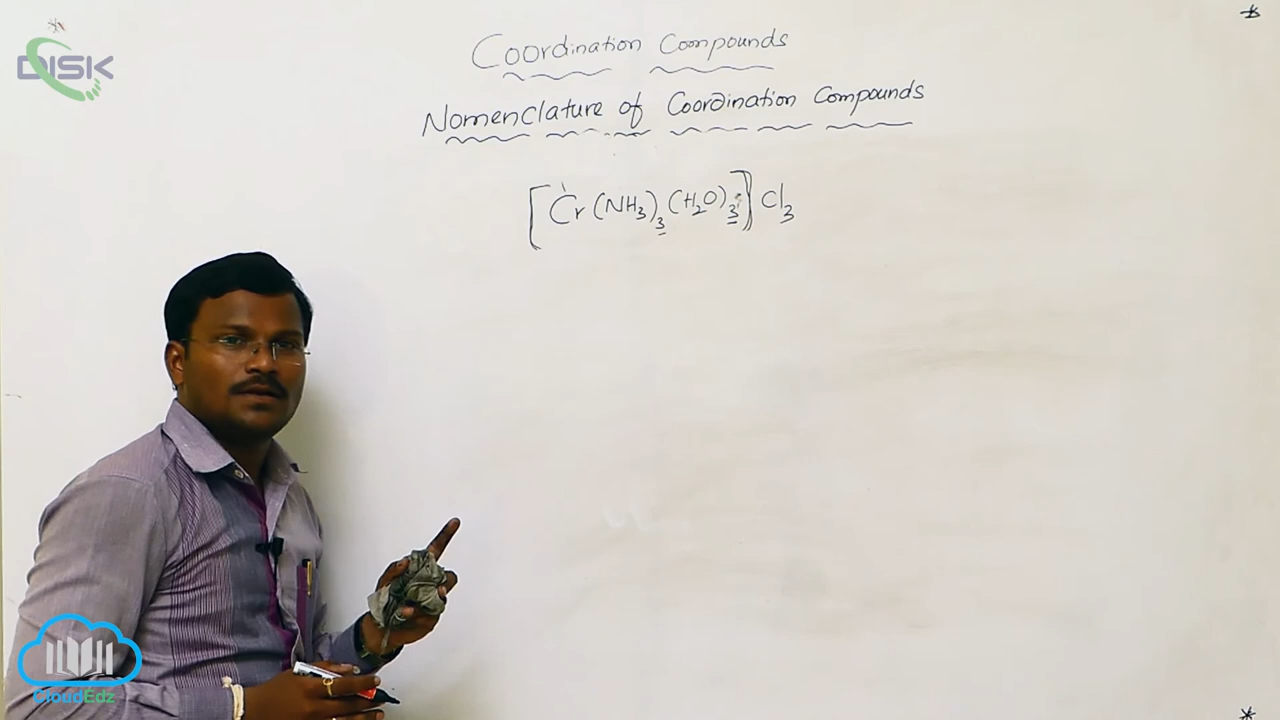 DISK
Coordination Compounds
Nomenclature of Coordination Compounds
[Cr(NH₃)₃(H₂O)₃]Cl₃
CloudEdz